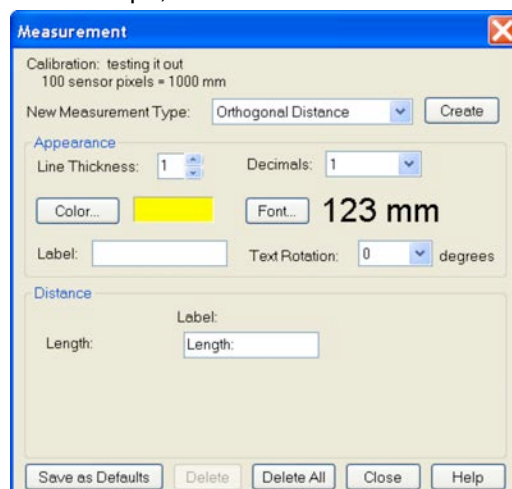 Measurement
Calibration: testing it out
100 sensor pixels = 1000 mm
New Measurement Type: Orthogonal Distance Create
Appearance
Line Thickness: 1 Decimals: 1
Color... Font... 123 mm
Label: Text Rotation: 0 degrees
Distance
Label:
Length: Length:
Save as Defaults Delete Delete All Close Help